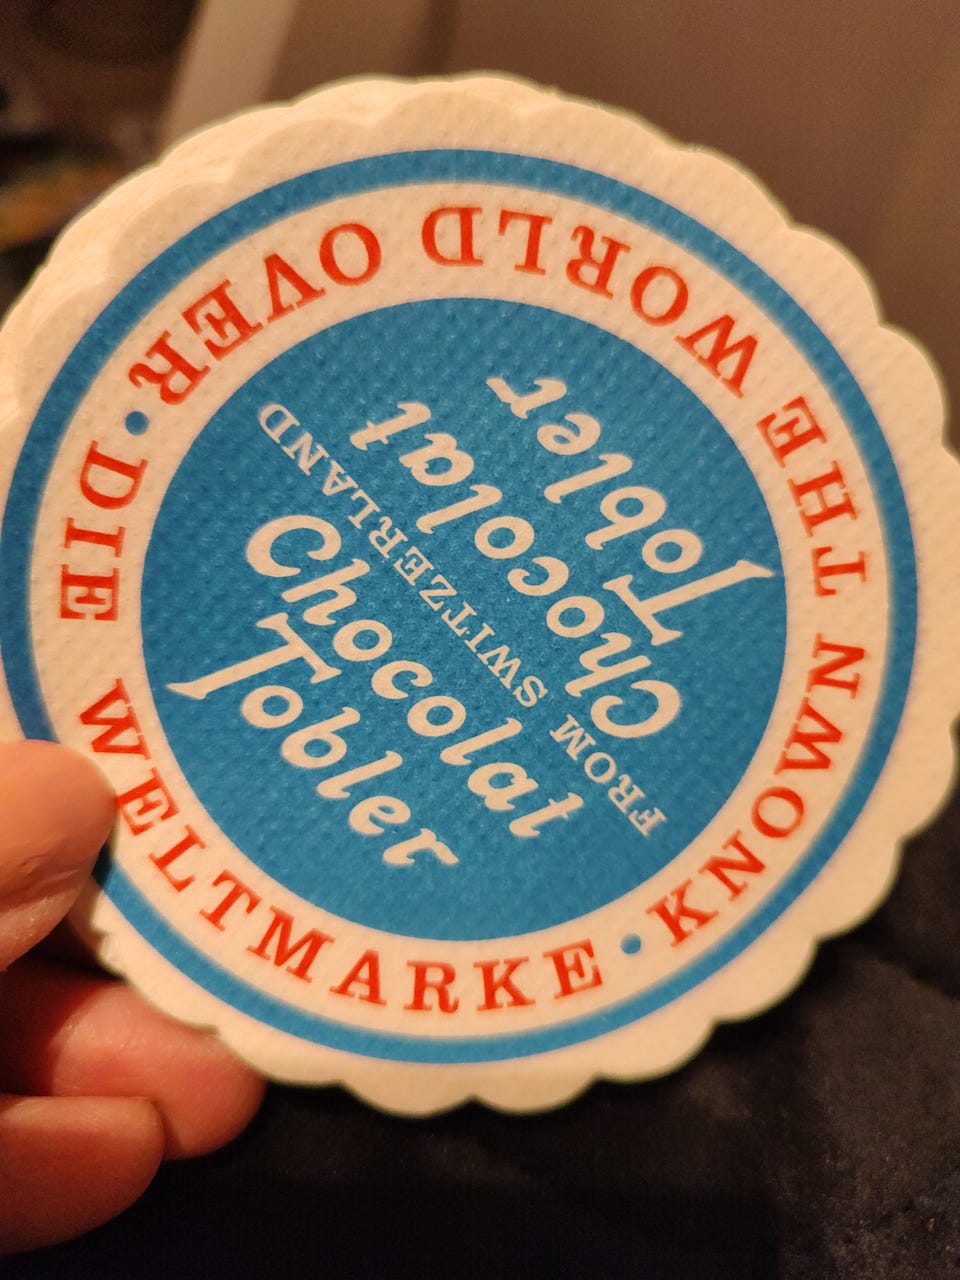 DIE WELTMARKE · KNOWN THE WORLD OVER ·
Tobler
Chocolat
FROM SWITZERLAND
Chocolat
Tobler